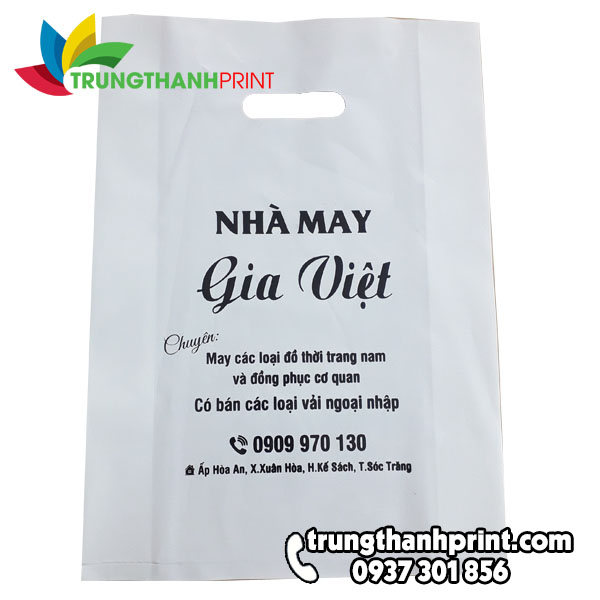 TRUNGTHANHPRINT
NHÀ MAY
Gia Việt
Chuyên:
May các loại đồ thời trang nam
và đồng phục cơ quan
Có bán các loại vải ngoại nhập
0909 970 130
Ấp Hòa An, X.Xuân Hòa, H.Kế Sách, T.Sóc Trăng
trungthanhprint.com
0937 301 856